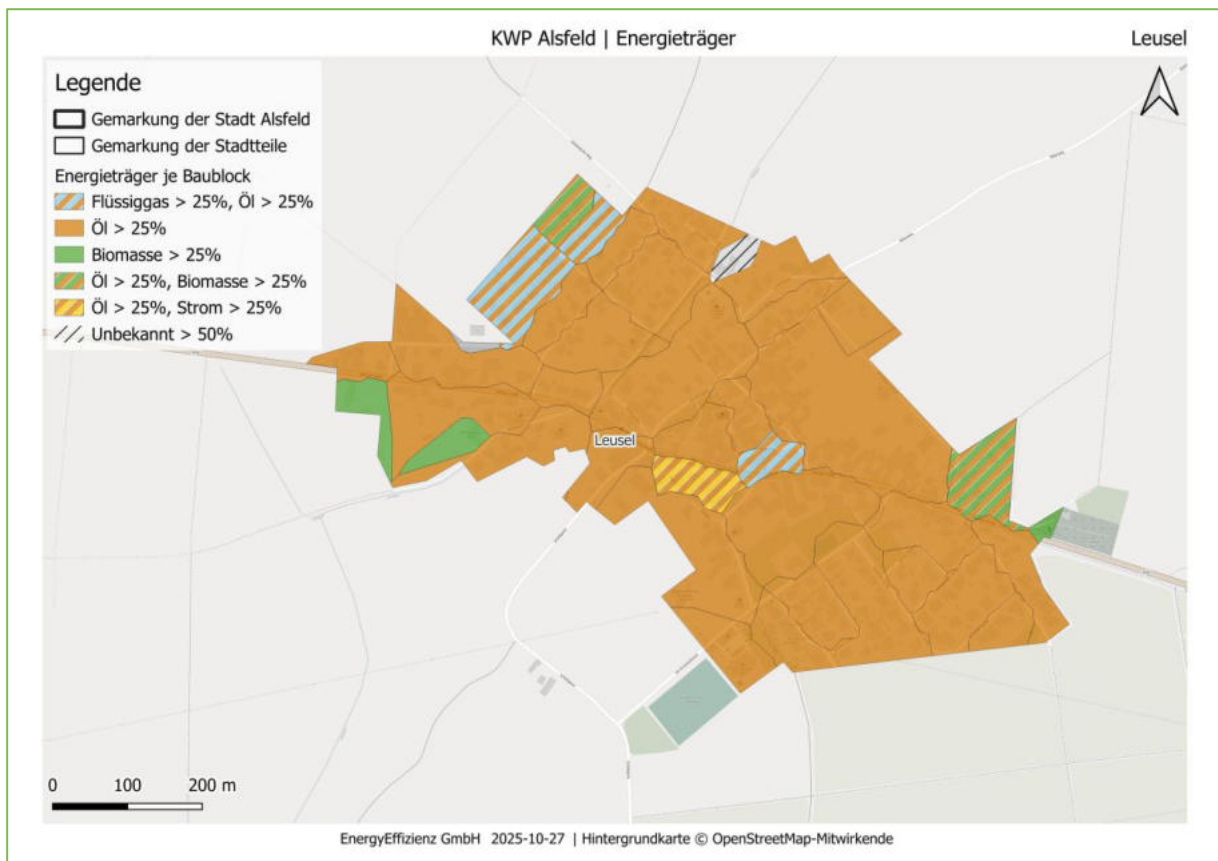 KWP Alsfeld | Energieträger
Leusel
Legende
Gemarkung der Stadt Alsfeld
Gemarkung der Stadtteile
Energieträger je Baublock
Flüssiggas > 25%, Öl > 25%
Öl > 25%
Biomasse > 25%
Öl > 25%, Biomasse > 25%
Öl > 25%, Strom > 25%
Unbekannt > 50%
Leusel
0 100 200 m
EnergyEffizienz GmbH 2025-10-27 | Hintergrundkarte © OpenStreetMap-Mitwirkende